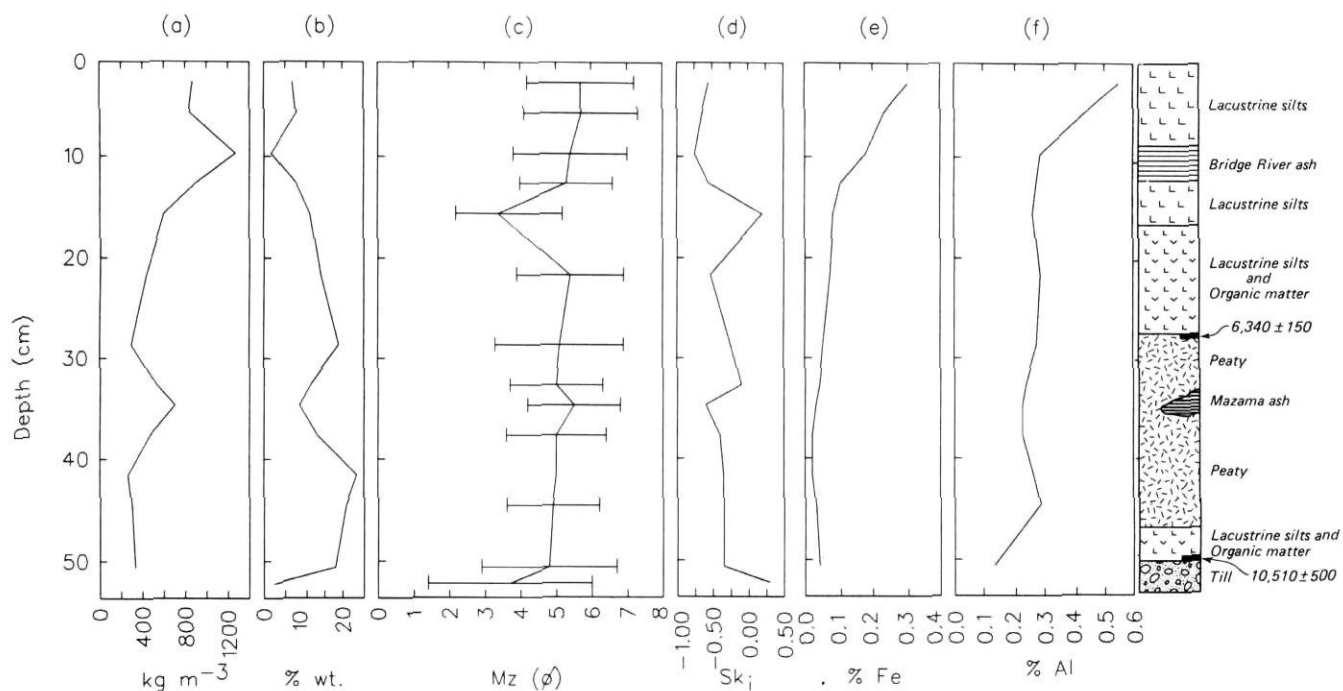 (a) (b) (c) (d) (e) (f)
0
10
20
30
40
50
Depth (cm)
400
800
1200
kg m⁻³
10
20
% wt.
0 1 2 3 4 5 6 7 8
Mz (ϕ)
-1.00
-0.50
0.00
0.50
Skᵢ
0.0
0.1
0.2
0.3
0.4
. % Fe
0.0
0.1
0.2
0.3
0.4
0.5
0.6
% Al
Lacustrine silts
Bridge River ash
Lacustrine silts
Lacustrine silts
and
Organic matter
6,340 ± 150
Peaty
Mazama ash
Peaty
Lacustrine silts and
Organic matter
Till 10,510±500